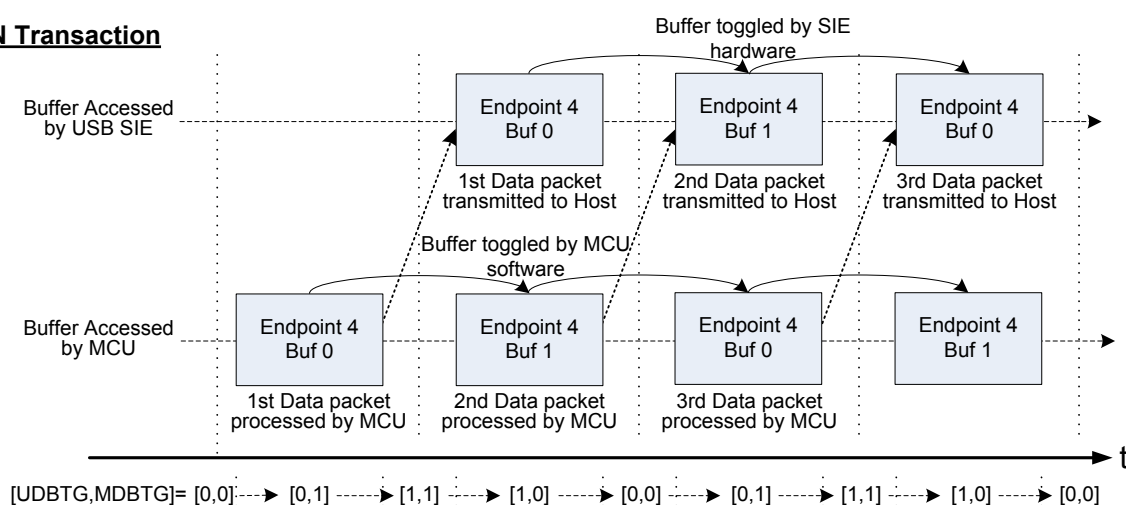 N Transaction
Buffer toggled by SIE
hardware
Buffer Accessed
by USB SIE
Endpoint 4
Buf 0
Endpoint 4
Buf 1
Endpoint 4
Buf 0
1st Data packet
transmitted to Host
2nd Data packet
transmitted to Host
3rd Data packet
transmitted to Host
Buffer toggled by MCU
software
Buffer Accessed
by MCU
Endpoint 4
Buf 0
Endpoint 4
Buf 1
Endpoint 4
Buf 0
Endpoint 4
Buf 1
1st Data packet
processed by MCU
2nd Data packet
processed by MCU
3rd Data packet
processed by MCU
t
[UDBTG,MDBTG]= [0,0] [0,1] [1,1] [1,0] [0,0] [0,1] [1,1] [1,0] [0,0]